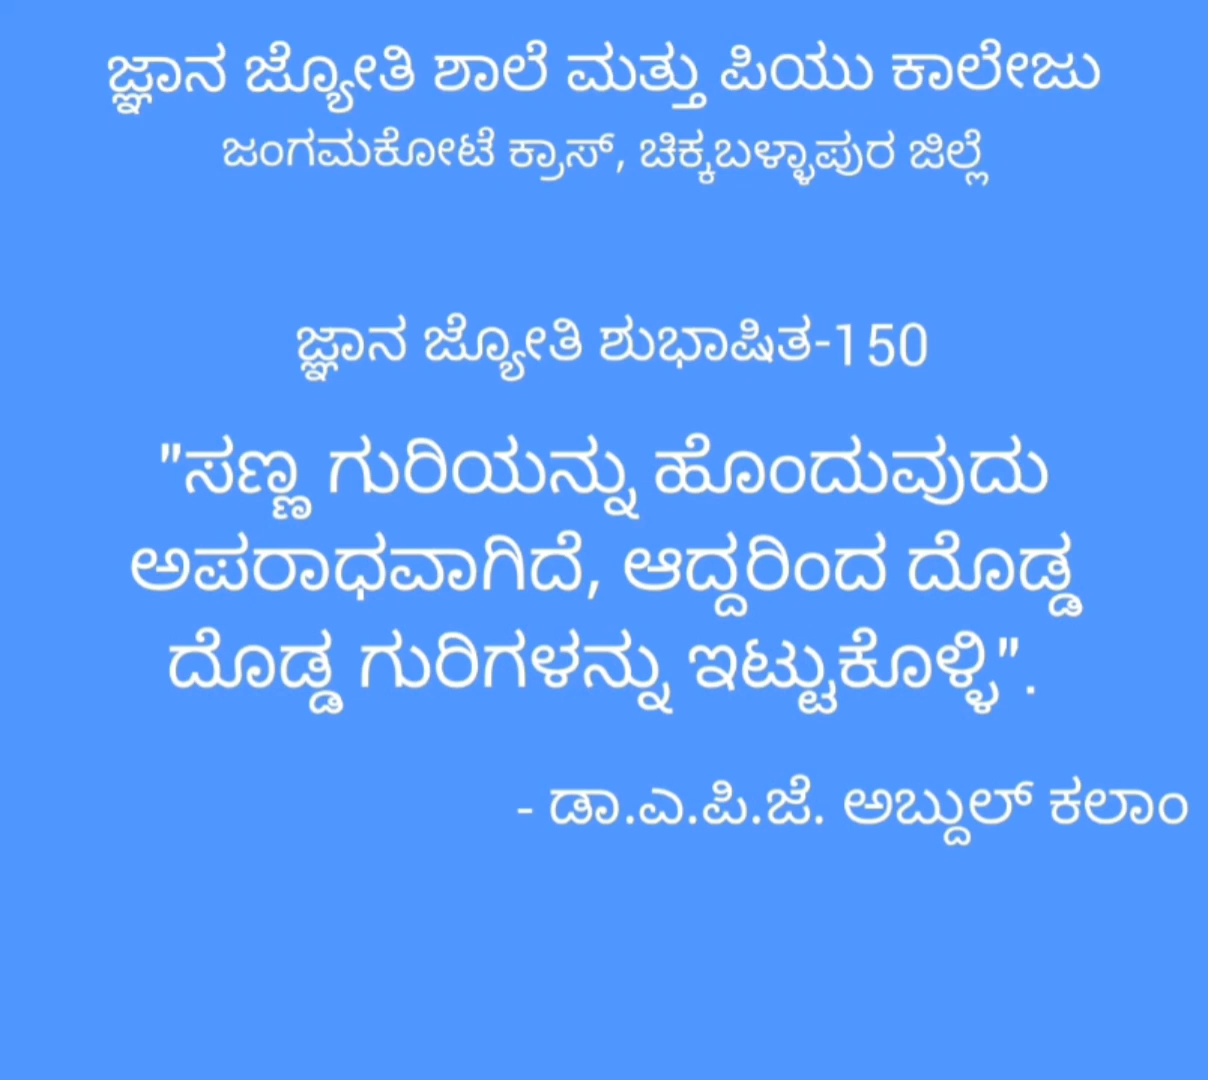 ಜ್ಞಾನ ಜ್ಯೋತಿ ಶಾಲೆ ಮತ್ತು ಪಿಯು ಕಾಲೇಜು
ಜಂಗಮಕೋಟೆ ಕ್ರಾಸ್, ಚಿಕ್ಕಬಳ್ಳಾಪುರ ಜಿಲ್ಲೆ
ಜ್ಞಾನ ಜ್ಯೋತಿ ಶುಭಾಷಿತ-150
"ಸಣ್ಣ ಗುರಿಯನ್ನು ಹೊಂದುವುದು
ಅಪರಾಧವಾಗಿದೆ, ಆದ್ದರಿಂದ ದೊಡ್ಡ
ದೊಡ್ಡ ಗುರಿಗಳನ್ನು ಇಟ್ಟುಕೊಳ್ಳಿ".
- ಡಾ.ಎ.ಪಿ.ಜೆ. ಅಬ್ದುಲ್ ಕಲಾಂ